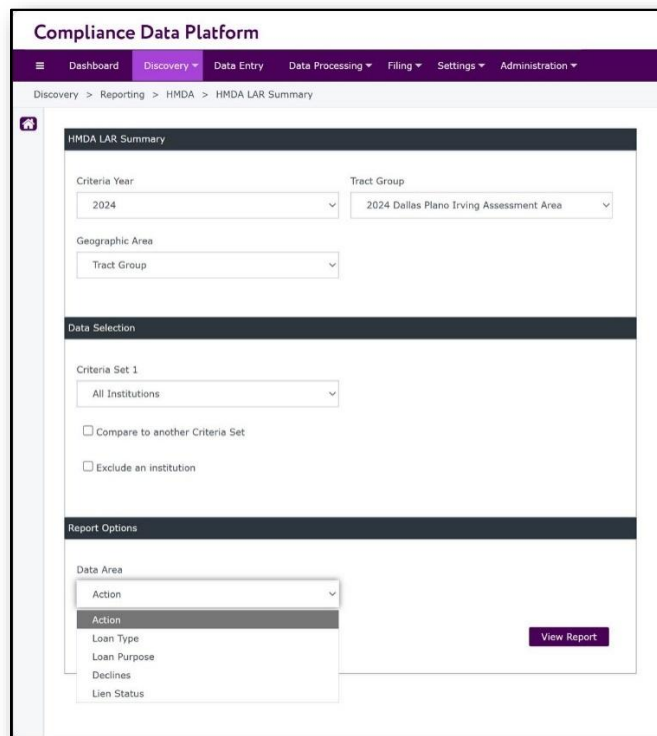 Compliance Data Platform
Dashboard Discovery Data Entry Data Processing Filing Settings Administration
Discovery > Reporting > HMDA > HMDA LAR Summary
HMDA LAR Summary
Criteria Year Tract Group
2024 2024 Dallas Plano Irving Assessment Area
Geographic Area
Tract Group
Data Selection
Criteria Set 1
All Institutions
Compare to another Criteria Set
Exclude an institution
Report Options
Data Area
Action
Action
Loan Type
View Report
Loan Purpose
Declines
Lien Status